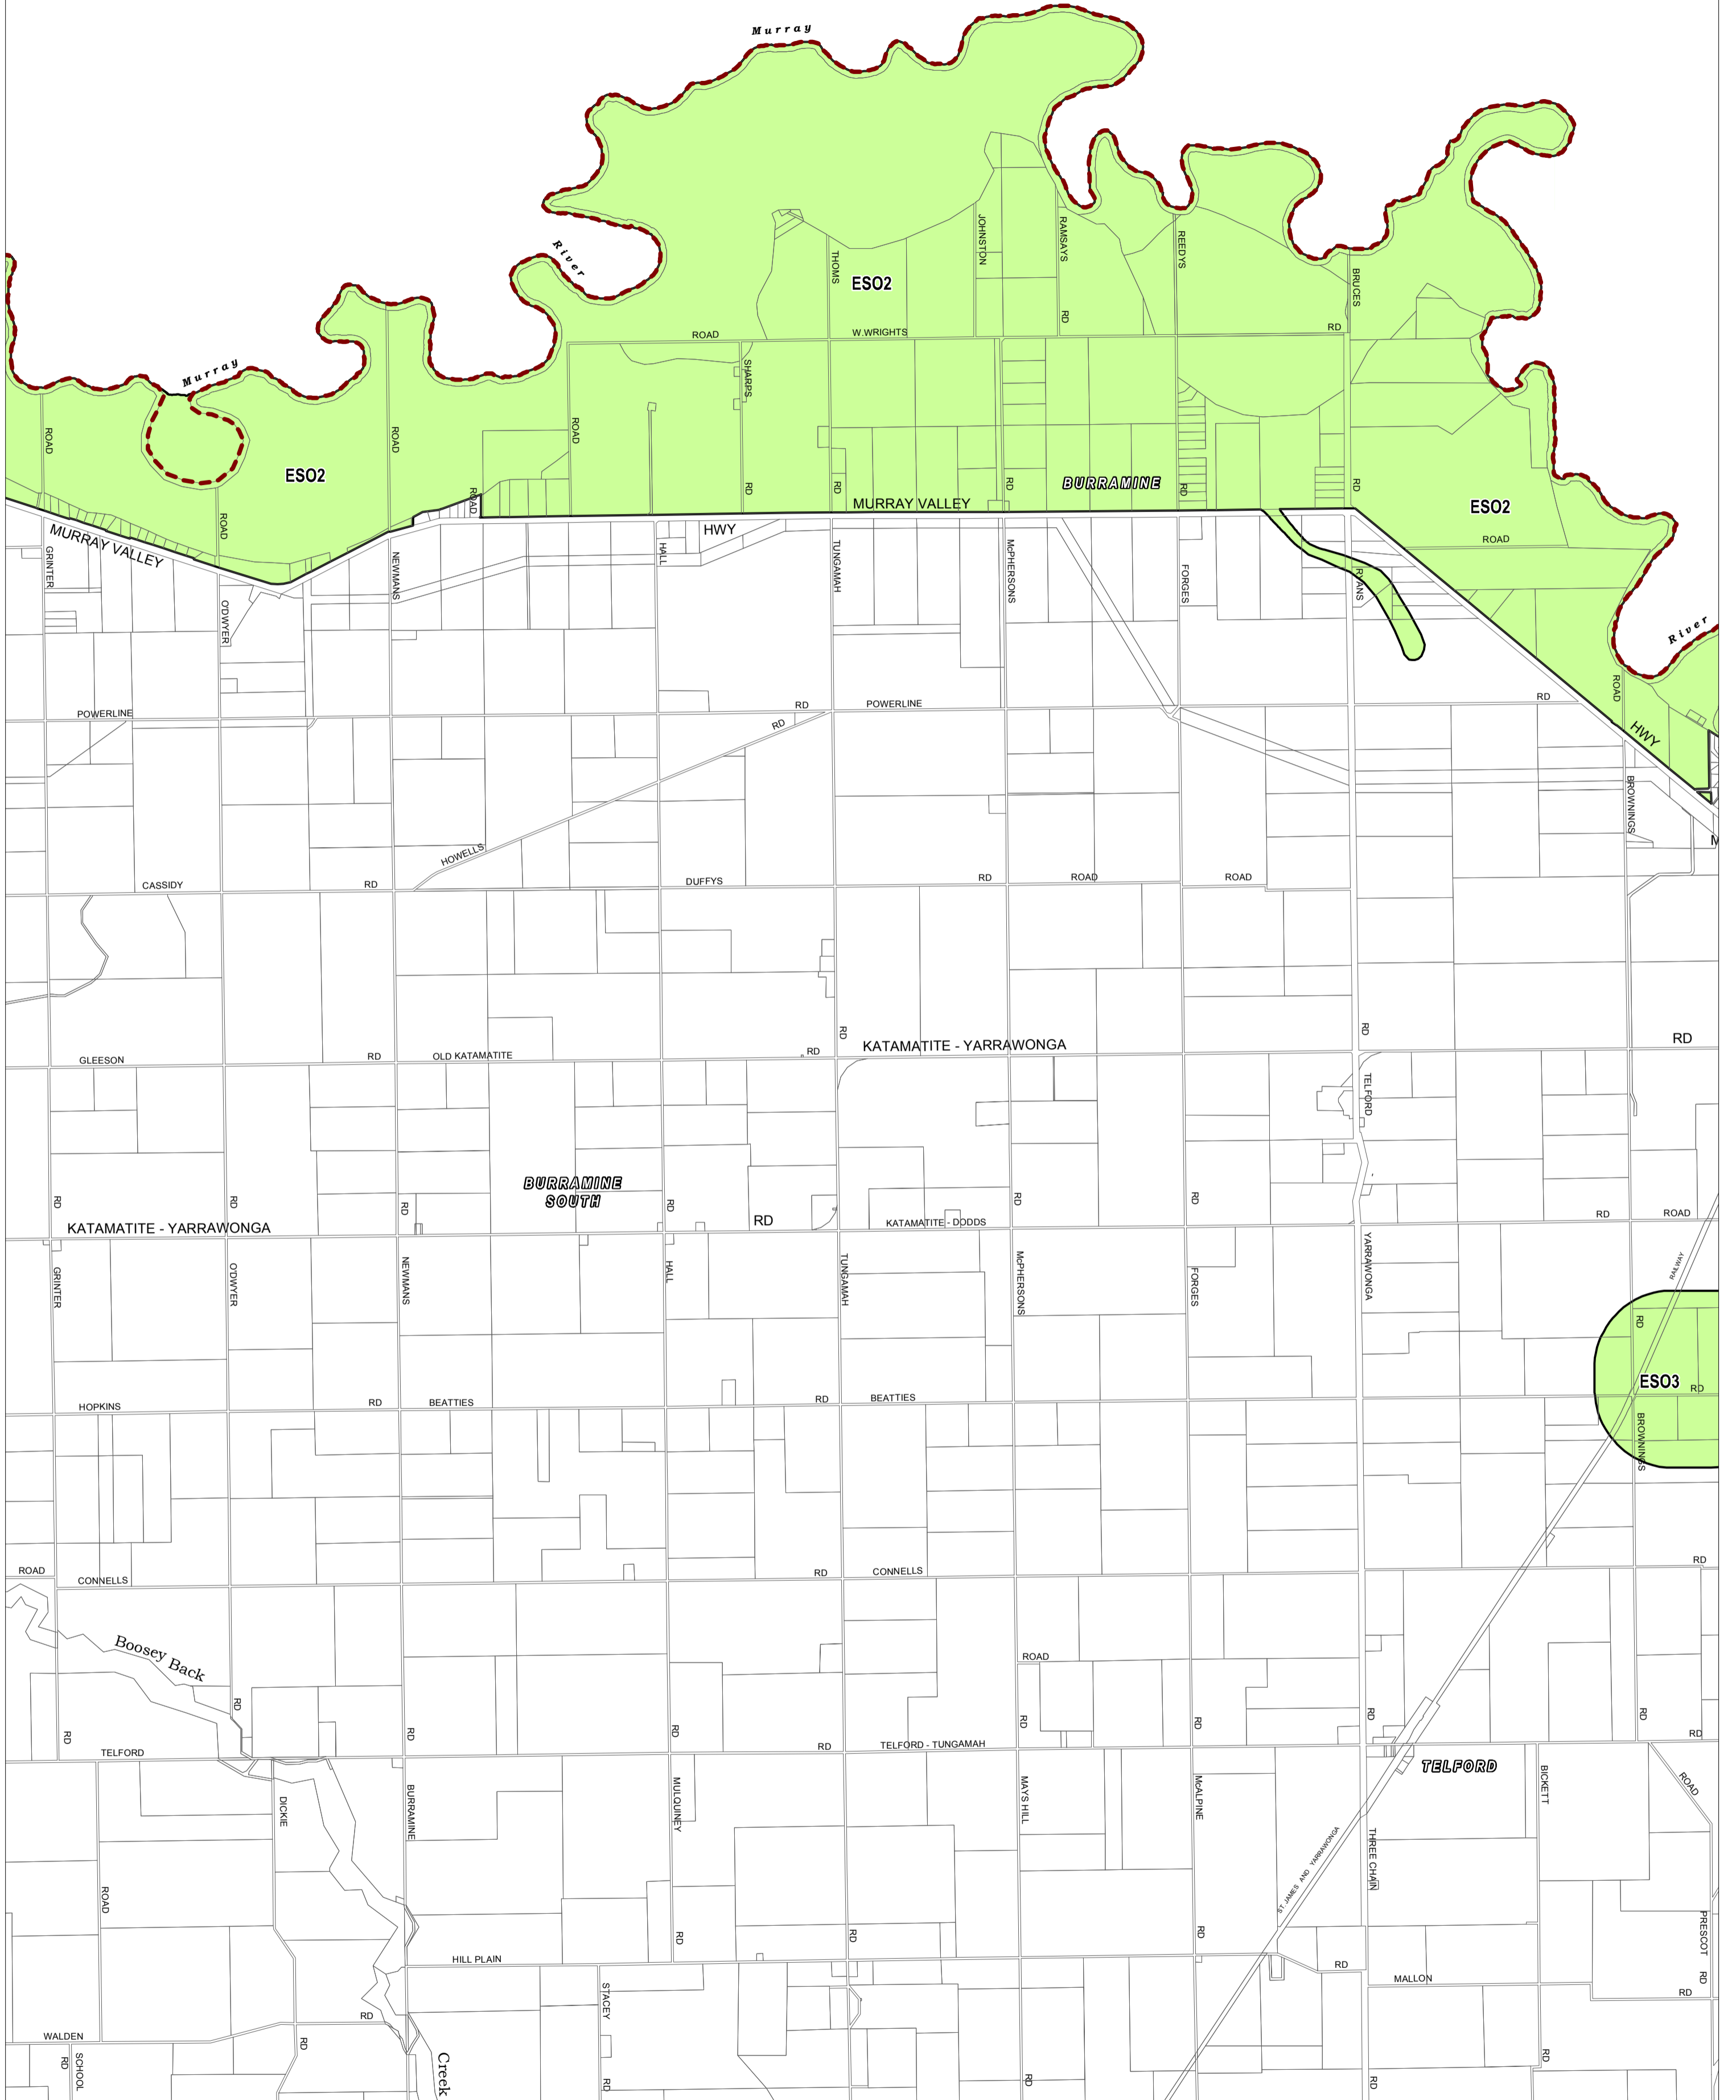 Murray
River
JOHNSTON
RAMSAYS
REEDYS
THOMS
ESO2
BRUCES
RD
ROAD
W.WRIGHTS
RD
Murray
SHARPS
ROAD
ROAD
ROAD
ESO2
ROAD
RD
RD
RD
BURRAMINE
RD
RD
ESO2
ROAD
MURRAY VALLEY
MURRAY VALLEY
HWY
ROAD
GRINTER
NEWMANS
HALL
TUNGAMAH
McPHERSONS
FORGES
RYANS
O'DWYER
River
ROAD
POWERLINE
RD
POWERLINE
RD
RD
HWY
BROWNINGS
M
HOWELLS
CASSIDY
RD
DUFFYS
RD
ROAD
ROAD
RD
RD
KATAMATITE - YARRAWONGA
RD
GLEESON
RD
OLD KATAMATITE
RD
TELFORD
BURRAMINE
SOUTH
RD
RD
RD
RD
RD
RD
KATAMATITE - YARRAWONGA
RD
KATAMATITE - DODDS
RD
ROAD
GRINTER
O'DWYER
NEWMANS
HALL
TUNGAMAH
McPHERSONS
FORGES
YARRAWONGA
RAILWAY
RD
ESO3
RD
HOPKINS
RD
BEATTIES
RD
BEATTIES
BROWNINGS
ROAD
CONNELLS
RD
CONNELLS
RD
Boosey Back
ROAD
RD
RD
RD
RD
RD
RD
RD
RD
TELFORD
RD
TELFORD - TUNGAMAH
RD
TELFORD
DICKIE
BURRAMINE
MULQUINEY
MAYS HILL
McALPINE
THREE CHAIN
BICKETT
ROAD
ST. JAMES AND YARRAWONGA
ROAD
RD
RD
RD
PRESCOT
HILL PLAIN
RD
MALLON
RD
RD
STACEY
RD
WALDEN
RD
RD
SCHOOL
Creek
RD
RD
RD
RD